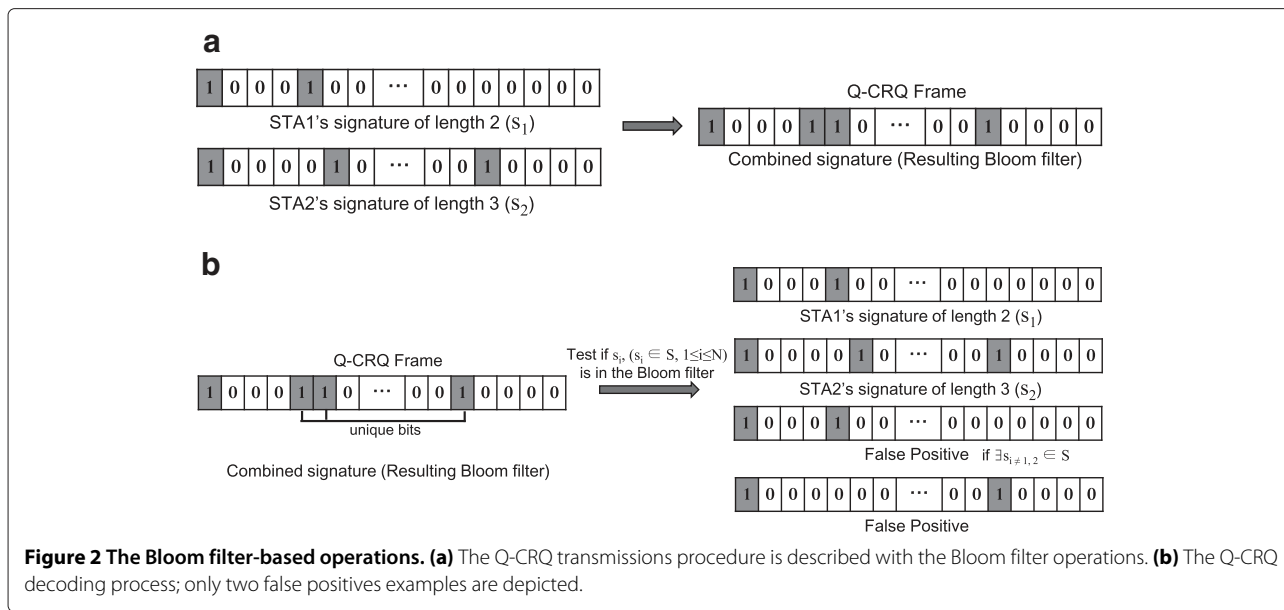 a
1 0 0 0 1 0 0 ... 0 0 0 0 0 0 0
STA1's signature of length 2 (s1)
1 0 0 0 0 1 0 ... 0 0 1 0 0 0 0
STA2's signature of length 3 (s2)
Q-CRQ Frame
1 0 0 0 1 1 0 ... 0 0 1 0 0 0 0
Combined signature (Resulting Bloom filter)
b
Q-CRQ Frame
1 0 0 0 1 1 0 ... 0 0 1 0 0 0 0
unique bits
Combined signature (Resulting Bloom filter)
Test if si, (si ∈ S, 1≤i≤N)
is in the Bloom filter
1 0 0 0 1 0 0 ... 0 0 0 0 0 0 0
STA1's signature of length 2 (s1)
1 0 0 0 0 1 0 ... 0 0 1 0 0 0 0
STA2's signature of length 3 (s2)
1 0 0 0 1 0 0 ... 0 0 0 0 0 0 0
False Positive if ∃si≠1, 2 ∈ S
1 0 0 0 0 0 0 ... 0 0 1 0 0 0 0
False Positive
Figure 2 The Bloom filter-based operations. (a) The Q-CRQ transmissions procedure is described with the Bloom filter operations. (b) The Q-CRQ
decoding process; only two false positives examples are depicted.